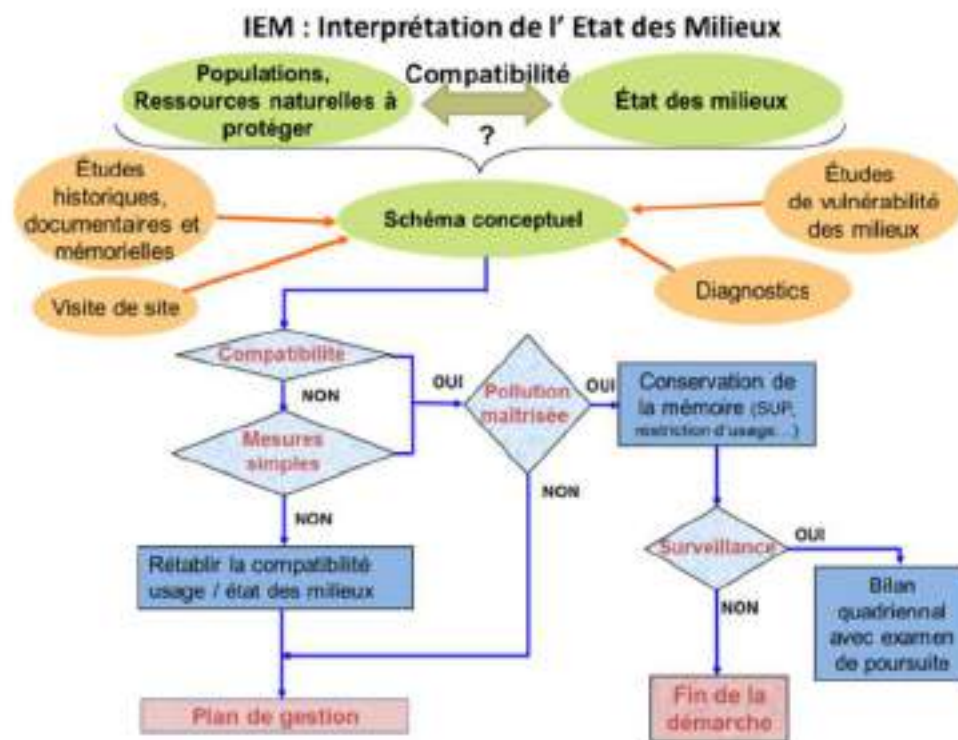 IEM : Interprétation de l' Etat des Milieux
Populations,
Ressources naturelles à
protéger
Compatibilité
?
État des milieux
Études
historiques,
documentaires et
mémorielles
Schéma conceptuel
Études
de vulnérabilité
des milieux
Visite de site
Diagnostics
Compatibilité
OUI
NON
Mesures
simples
NON
Pollution
maîtrisée
OUI
NON
Conservation de
la mémoire (SUP,
restriction d'usage...)
Rétablir la compatibilité
usage / état des milieux
Surveillance
OUI
NON
Bilan
quadriennal
avec examen
de poursuite
Plan de gestion
Fin de la
démarche